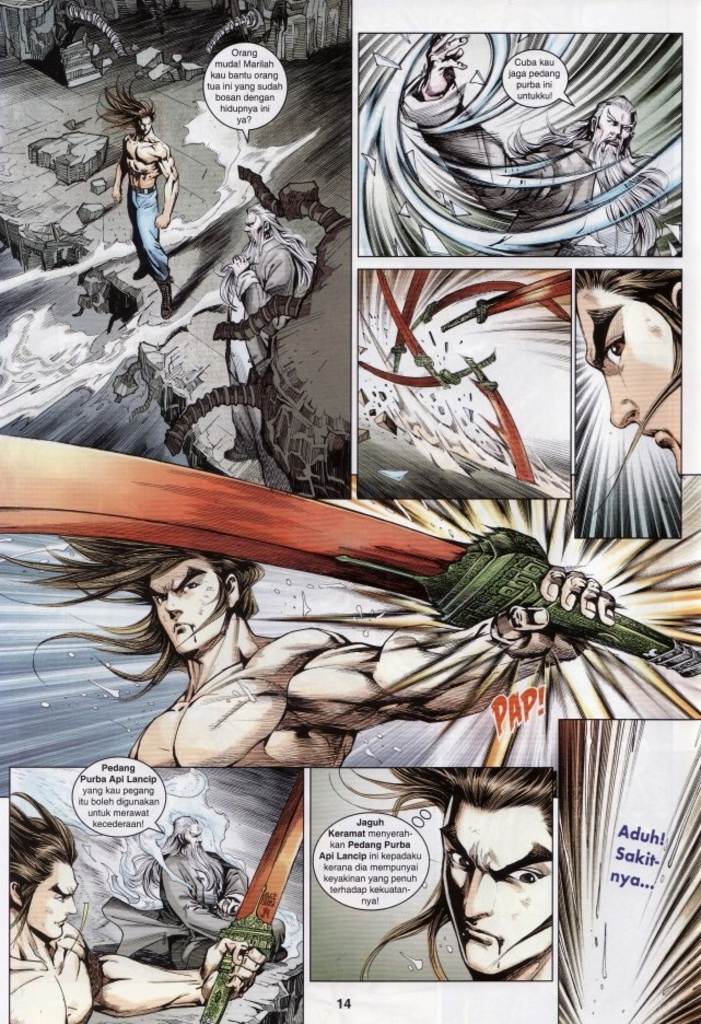 Orang
muda! Marilah
kau bantu orang
tua ini yang sudah
bosan dengan
hidupnya ini
ya?
Cuba kau
jaga pedang
purba ini
untukku!
PAP!
Pedang
Purba Api Lancip
yang kau pegang
itu boleh digunakan
untuk merawat
kecederaan!
Jaguh
Keramat menyerah-
kan Pedang Purba
Api Lancip ini kepadaku
kerana dia mempunyai
keyakinan yang penuh
terhadap kekuatan-
nya!
Aduh!
Sakit-
nya...
14